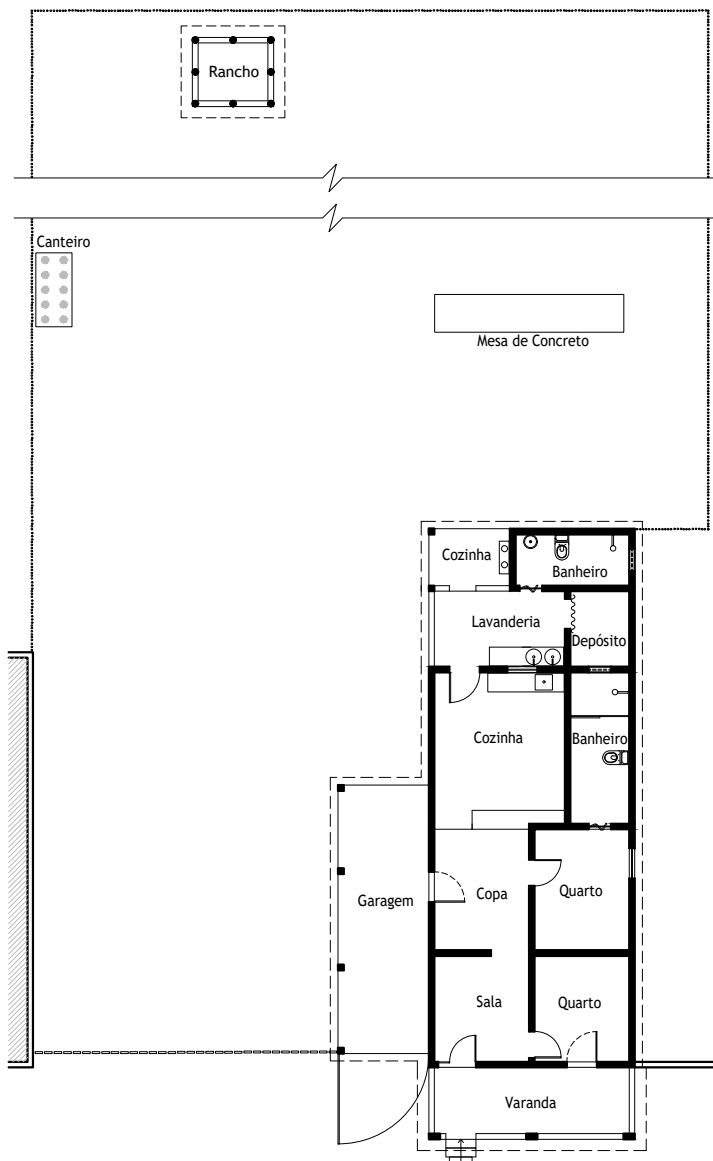 Rancho
Canteiro
Mesa de Concreto
Cozinha
Banheiro
Lavanderia
Depósito
Cozinha
Banheiro
Garagem
Copa
Quarto
Sala
Quarto
Varanda